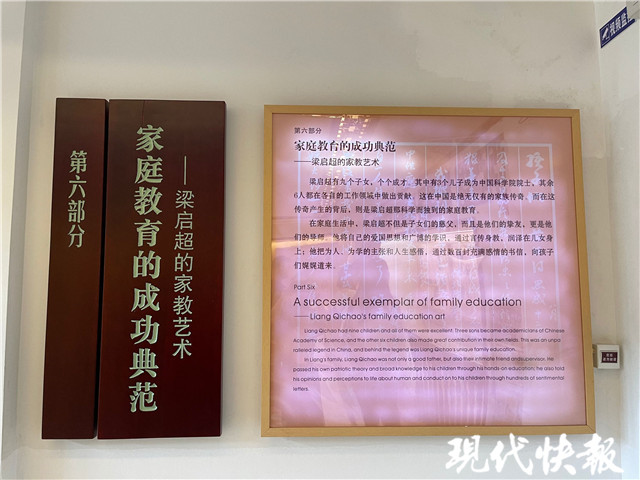 视频监
第六部分
家庭教育的成功典范
——梁启超的家教艺术
第六部分
家庭教育的成功典范
——梁启超的家教艺术
梁启超有九个子女，个个成才。其中有3个儿子成为中国科学院院士，其余
6人都在各自的工作领域中做出贡献。这在中国是绝无仅有的家族传奇。而在这
传奇产生的背后，则是梁启超那科学而独到的家庭教育。
在家庭生活中，梁启超不但是子女们的慈父，而且是他们的挚友，更是他
们的导师。他将自己的爱国思想和广博的学识，通过言传身教，润泽在儿女身
上；他把为人、为学的主张和人生感悟，通过数百封充满感情的书信，向孩子
们娓娓道来。
Part Six
A successful exemplar of family education
——Liang Qichao's family education art
Liang Qichao had nine children and all of them were excellent. Three sons became academicians of Chinese
Academy of Science, and the other six children also made great contribution in their own fields. This was an unpa
ralleled legend in China, and behind the legend was Liang Qichao's unique family education.
In Liang's family, Liang Qichao was not only a good father, but also their intimate friend and supervisor. He
passed his own patriotic theory and broad knowledge to his children through his hands-on education; he also told
his opinions and perceptions to life about human and conduct on to his children through hundreds of sentimental
letters.
现代快報